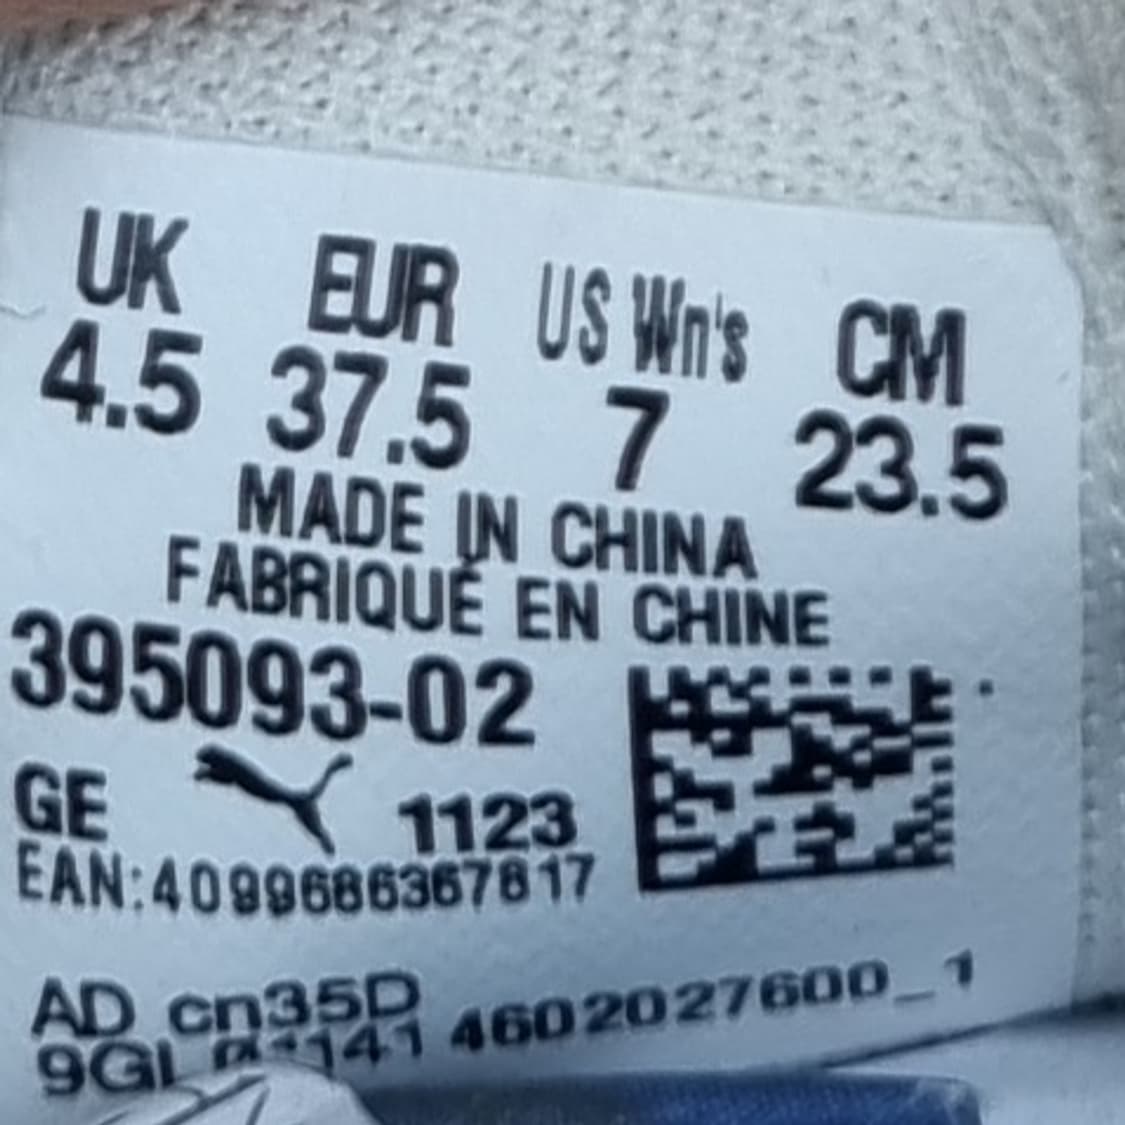 UK EUR US Wn's CM
4.5 37.5 7 23.5
MADE IN CHINA
FABRIQUÉ EN CHINE
395093-02
GE 1123
EAN:4099686367817
AD cn35D
4602027600_1